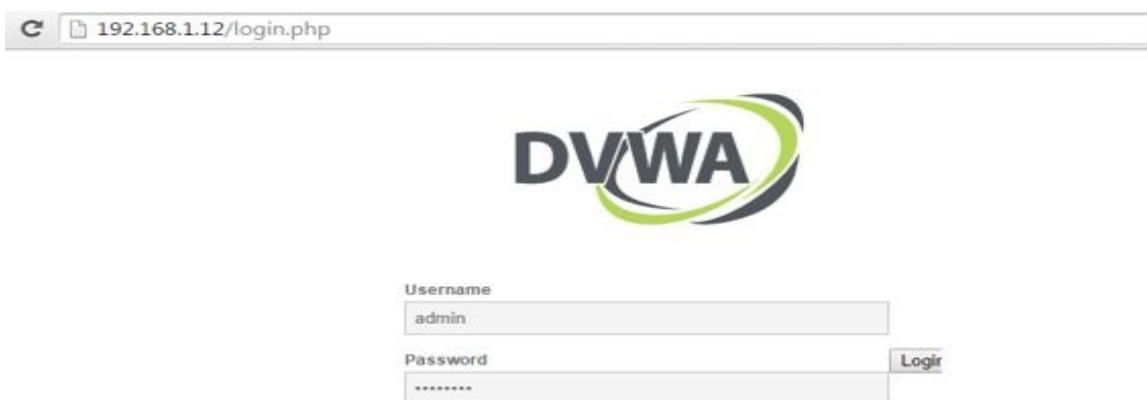 192.168.1.12/login.php
DVWA
Username
admin
Password
Login
••••••••